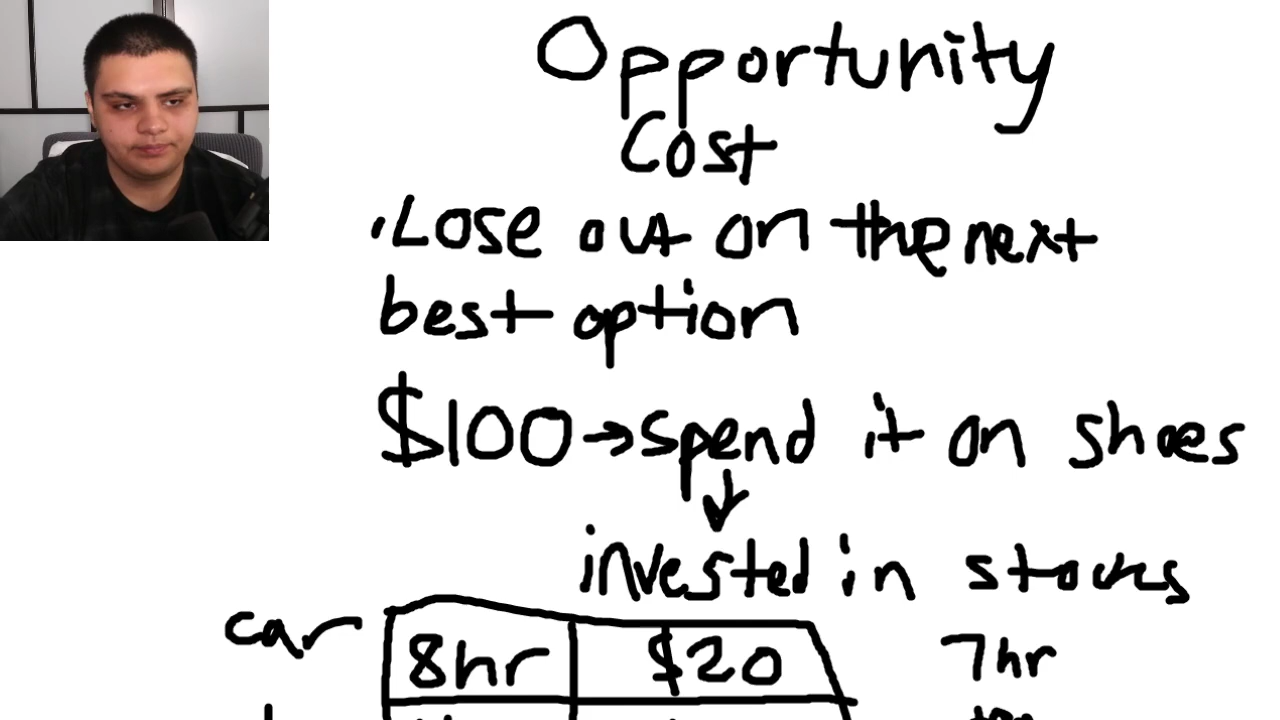 Opportunity
Cost
.Lose out on the next
best option
$100→spend it on shoes
↓
invested in stocks
car 8hr $20 7hr